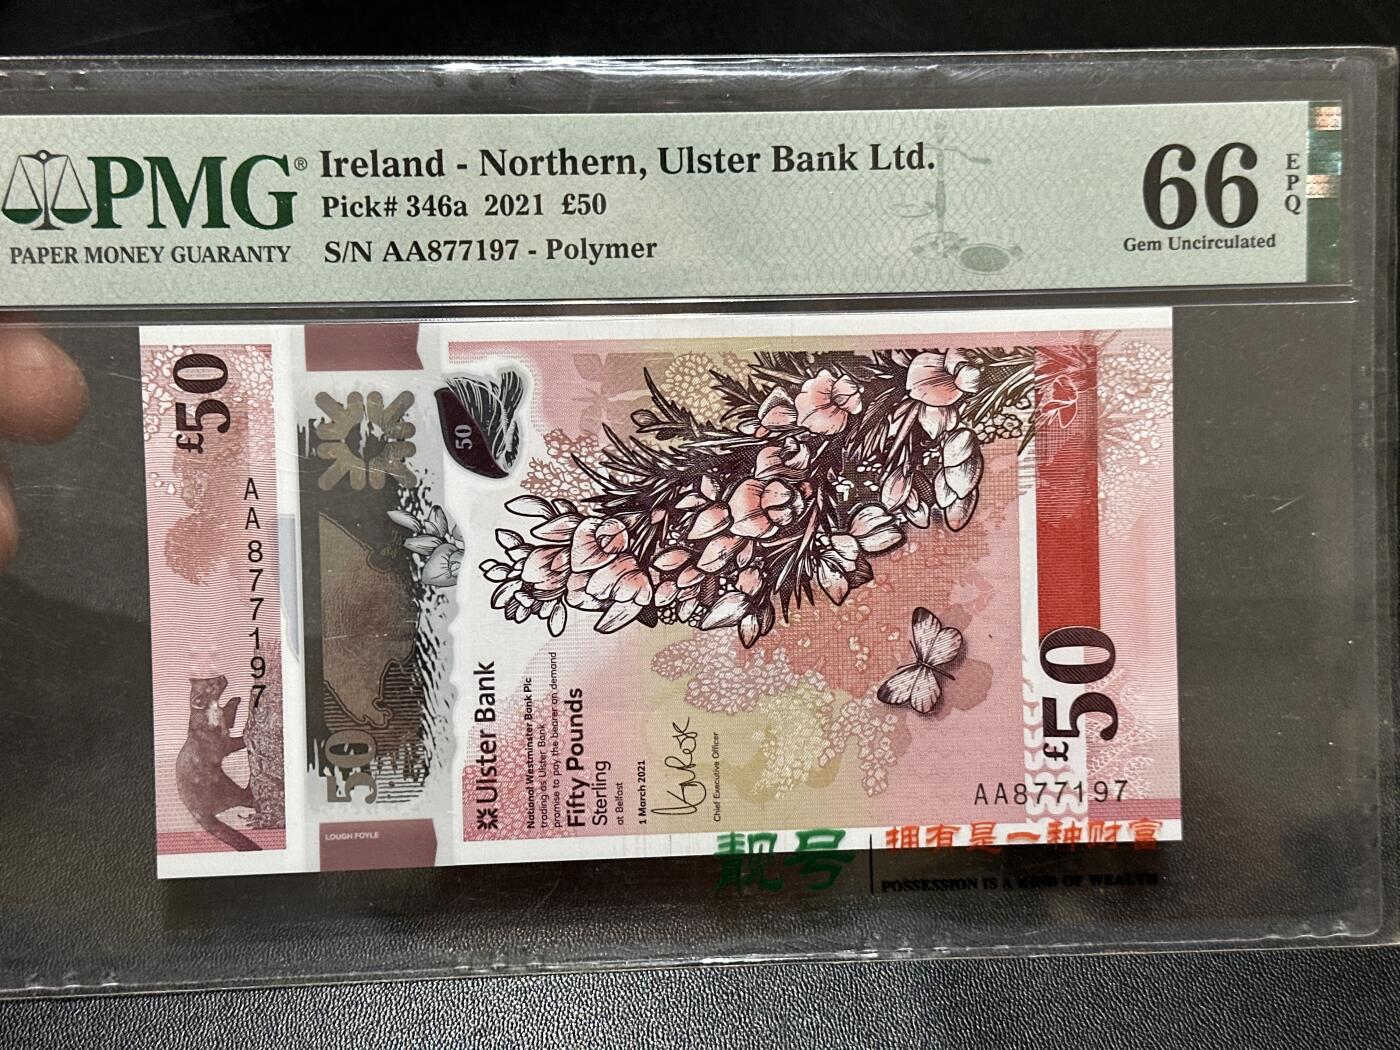 PMG®
PAPER MONEY GUARANTY
Ireland - Northern, Ulster Bank Ltd.
Pick# 346a 2021 £50
S/N AA877197 - Polymer
66
EPQ
Gem Uncirculated
£50
AA877197
50
50
LOUGH FOYLE
Ulster Bank
National Westminster Bank Plc
trading as Ulster Bank
promise to pay the bearer on demand
Fifty Pounds
Sterling
at Belfast
1 March 2021
Chief Executive Officer
£50
AA877197
靓号
拥有是一种财富
POSSESSION IS A KIND OF WEALTH